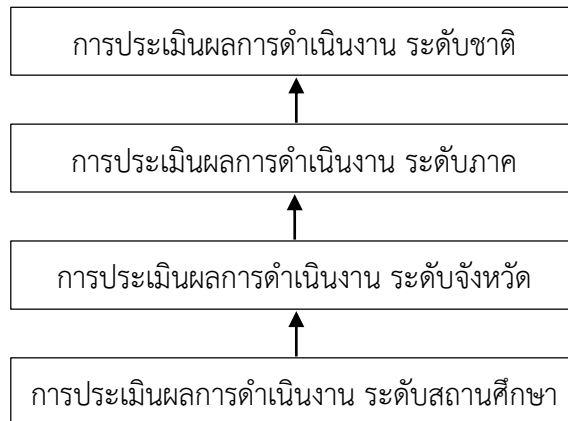 การประเมินผลการดำเนินงาน ระดับชาติ
การประเมินผลการดำเนินงาน ระดับภาค
การประเมินผลการดำเนินงาน ระดับจังหวัด
การประเมินผลการดำเนินงาน ระดับสถานศึกษา